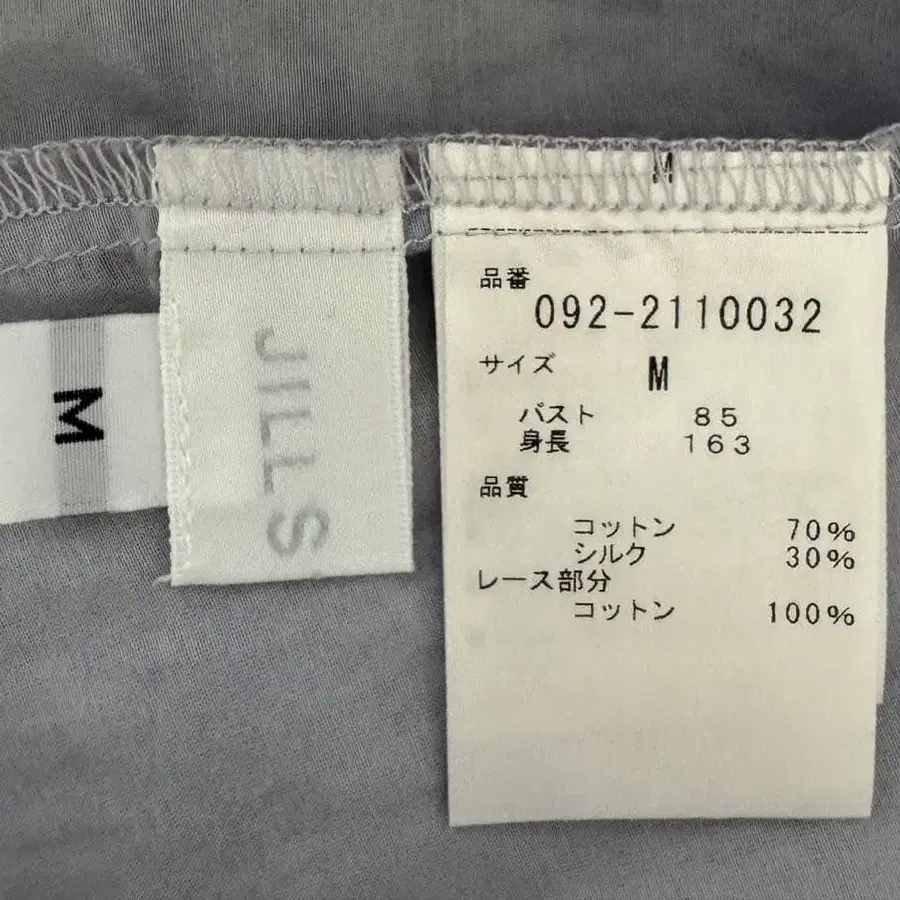 M
JILLS
M
品番
092-2110032
サイズ M
バスト 85
身長 163
品質
コットン 70%
シルク 30%
レース部分
コットン 100%